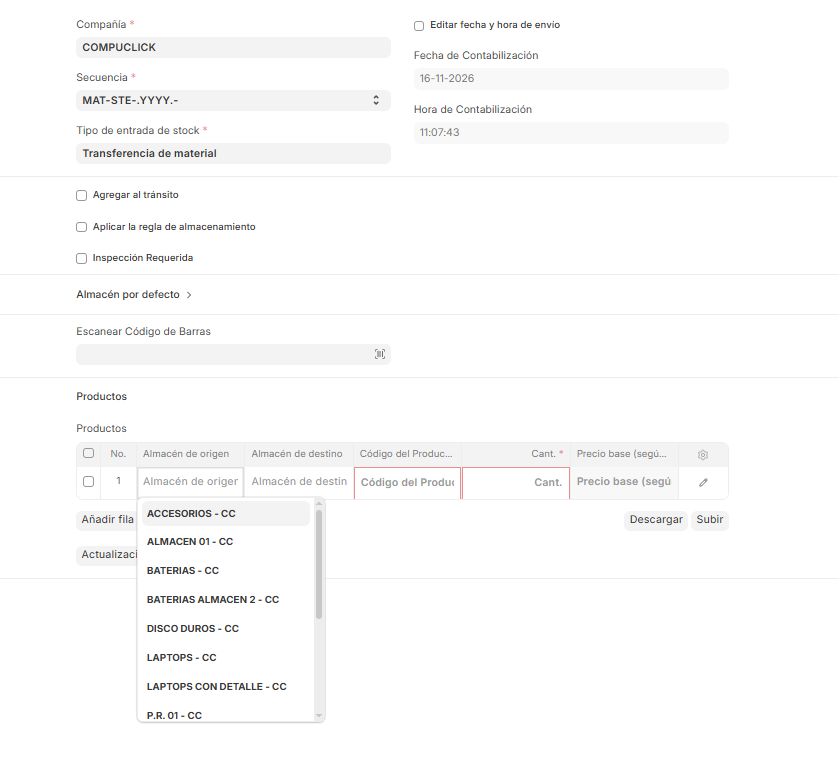 Compañía *
COMPUCLICK
Secuencia *
MAT-STE-.YYYY.-
Tipo de entrada de stock *
Transferencia de material
Editar fecha y hora de envío
Fecha de Contabilización
16-11-2026
Hora de Contabilización
11:07:43
Agregar al tránsito
Aplicar la regla de almacenamiento
Inspección Requerida
Almacén por defecto
Escanear Código de Barras
Productos
Productos
No. Almacén de origen Almacén de destino Código del Produc... Cant. * Precio base (segú...
1 Almacén de origen Almacén de destin Código del Produc Cant. Precio base (segú
Añadir fila Descargar Subir
Actualizaci
ACCESORIOS - CC
ALMACEN 01 - CC
BATERIAS - CC
BATERIAS ALMACEN 2 - CC
DISCO DUROS - CC
LAPTOPS - CC
LAPTOPS CON DETALLE - CC
P.R. 01 - CC